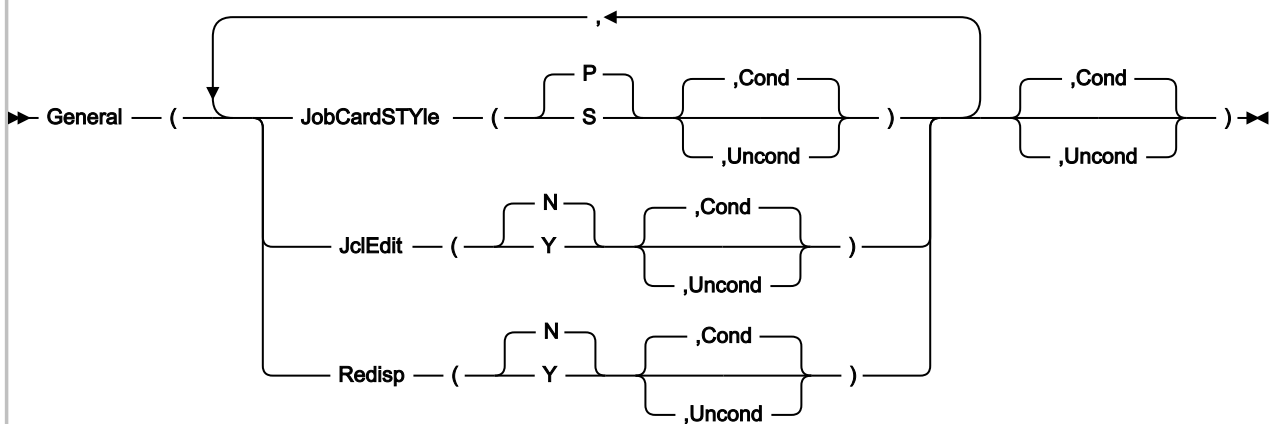 ,
P ,Cond ,Cond
General ( JobCardSTYle ( S ) )
,Uncond ,Uncond
N ,Cond
JclEdit ( Y )
,Uncond
N ,Cond
Redisp ( Y )
,Uncond